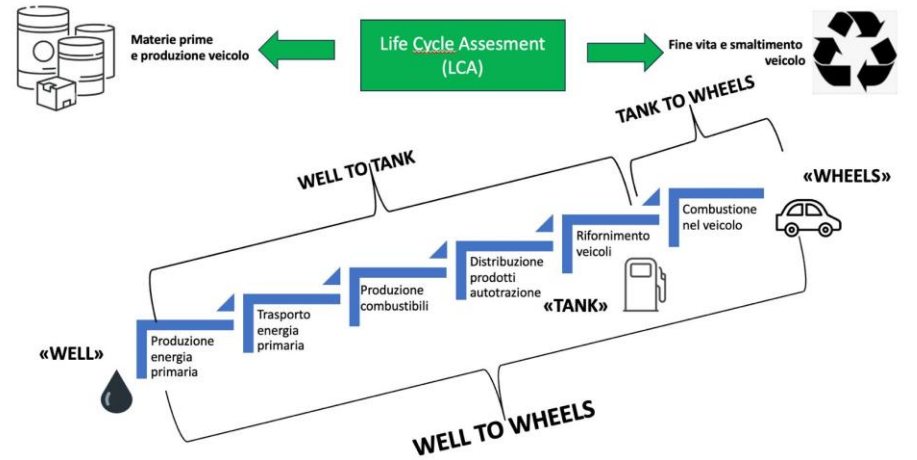 Materie prime
e produzione veicolo
Life Cycle Assesment
(LCA)
Fine vita e smaltimento
veicolo
TANK TO WHEELS
WELL TO TANK
«WHEELS»
Combustione
nel veicolo
Rifornimento
veicoli
Distribuzione
prodotti
autotrazione
«TANK»
Produzione
combustibili
Trasporto
energia
primaria
Produzione
energia
primaria
«WELL»
WELL TO WHEELS